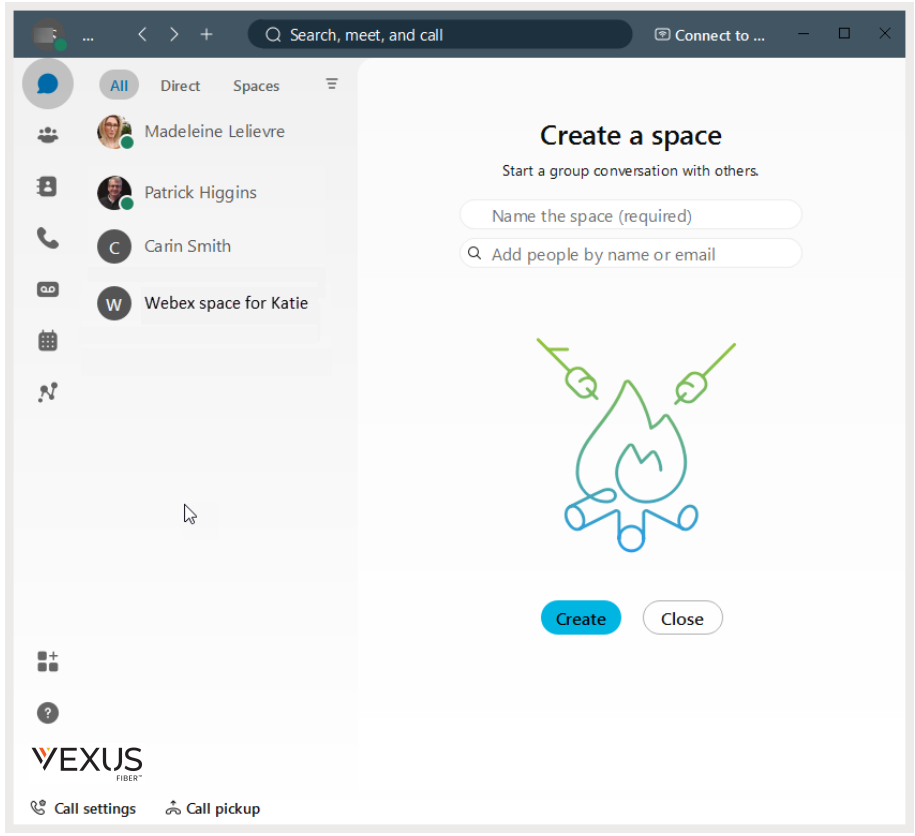 ...
Search, meet, and call
Connect to ...
All
Direct
Spaces
Madeleine Lelievre
Patrick Higgins
C
Carin Smith
W
Webex space for Katie
Create a space
Start a group conversation with others.
Name the space (required)
Add people by name or email
Create
Close
?
VEXUS
FIBER™
Call settings
Call pickup